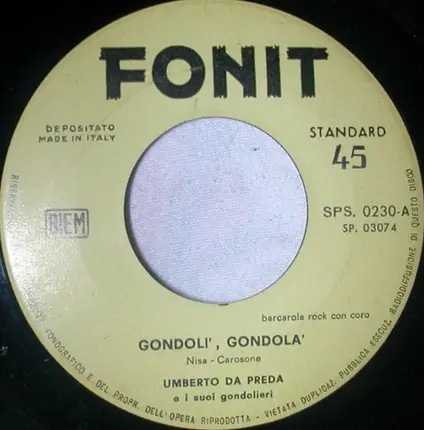 FONIT
DEPOSITATO
MADE IN ITALY
STANDARD
45
BIEM
SPS. 0230-A
SP. 03074
barcarola rock con coro
GONDOLI', GONDOLA'
Nisa - Carosone
UMBERTO DA PREDA
e i suoi gondolieri
FONOGRAFICO E DEL PROPR. DELL'OPERA RIPRODOTTA - VIETATA DUPLICAZ. PUBBLICA ESECUZ. RADIODIFFUSIONE DI QUESTO DISCO